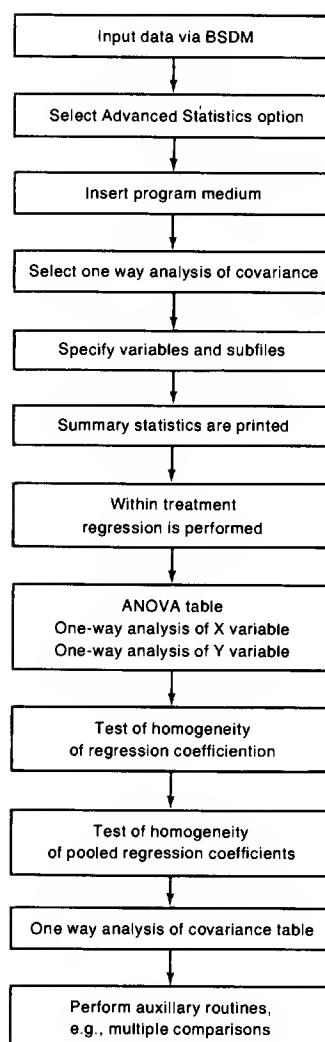 Input data via BSDM
Select Advanced Statistics option
Insert program medium
Select one way analysis of covariance
Specify variables and subfiles
Summary statistics are printed
Within treatment
regression is performed
ANOVA table
One-way analysis of X variable
One-way analysis of Y variable
Test of homogeneity
of regression coefficiention
Test of homogeneity
of pooled regression coefficients
One way analysis of covariance table
Perform auxillary routines,
e.g., multiple comparisons